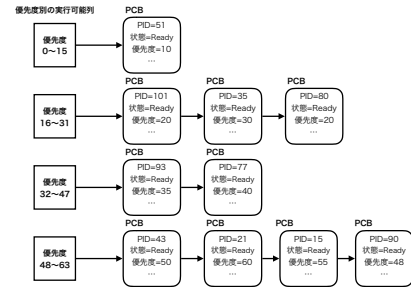 優先度別の実行可能列
PCB
優先度
0〜15
PID=51
状態=Ready
優先度=10
...
PCB
PCB
PCB
優先度
16〜31
PID=101
状態=Ready
優先度=20
...
PID=35
状態=Ready
優先度=30
...
PID=80
状態=Ready
優先度=20
...
PCB
PCB
優先度
32〜47
PID=93
状態=Ready
優先度=35
...
PID=77
状態=Ready
優先度=40
...
PCB
PCB
PCB
PCB
優先度
48〜63
PID=43
状態=Ready
優先度=50
...
PID=21
状態=Ready
優先度=60
...
PID=15
状態=Ready
優先度=55
...
PID=90
状態=Ready
優先度=48
...